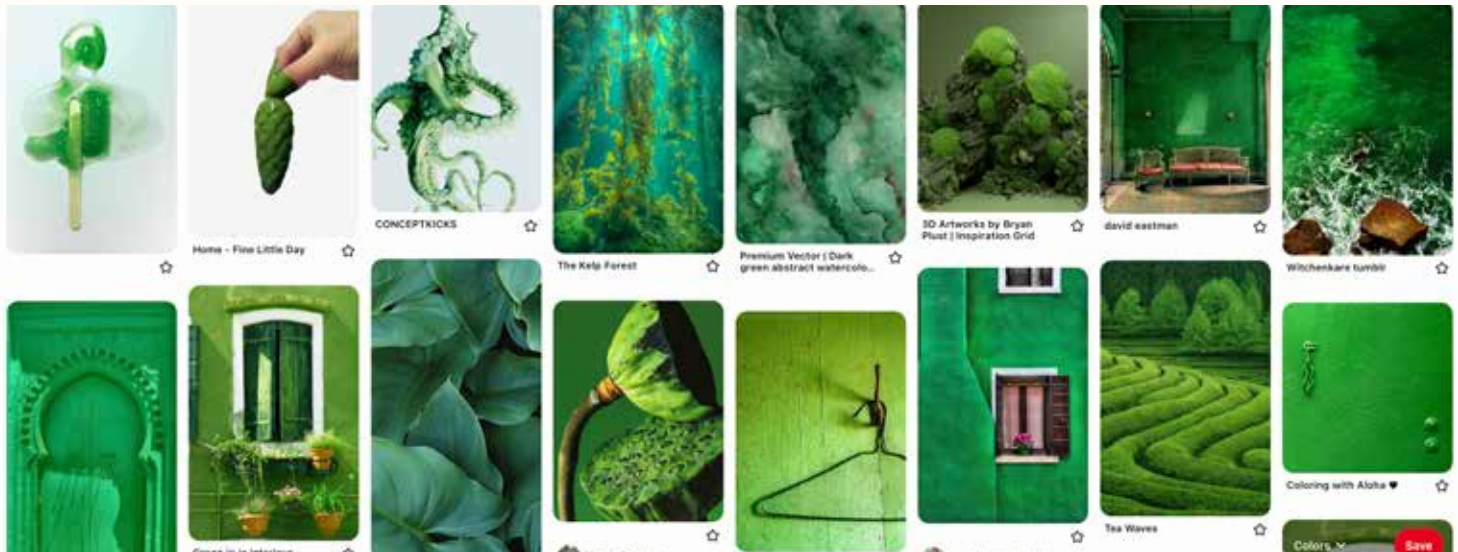 CONCEPTKICKS
3D Artworks by Bryan
Plust | Inspiration Grid
david eastman
Home - Fine Little Day
Premium Vector | Dark
green abstract watercolo...
The Kelp Forest
Witchenkare tumblr
Coloring with Aloha ♥
Tea Waves
Colors
Save